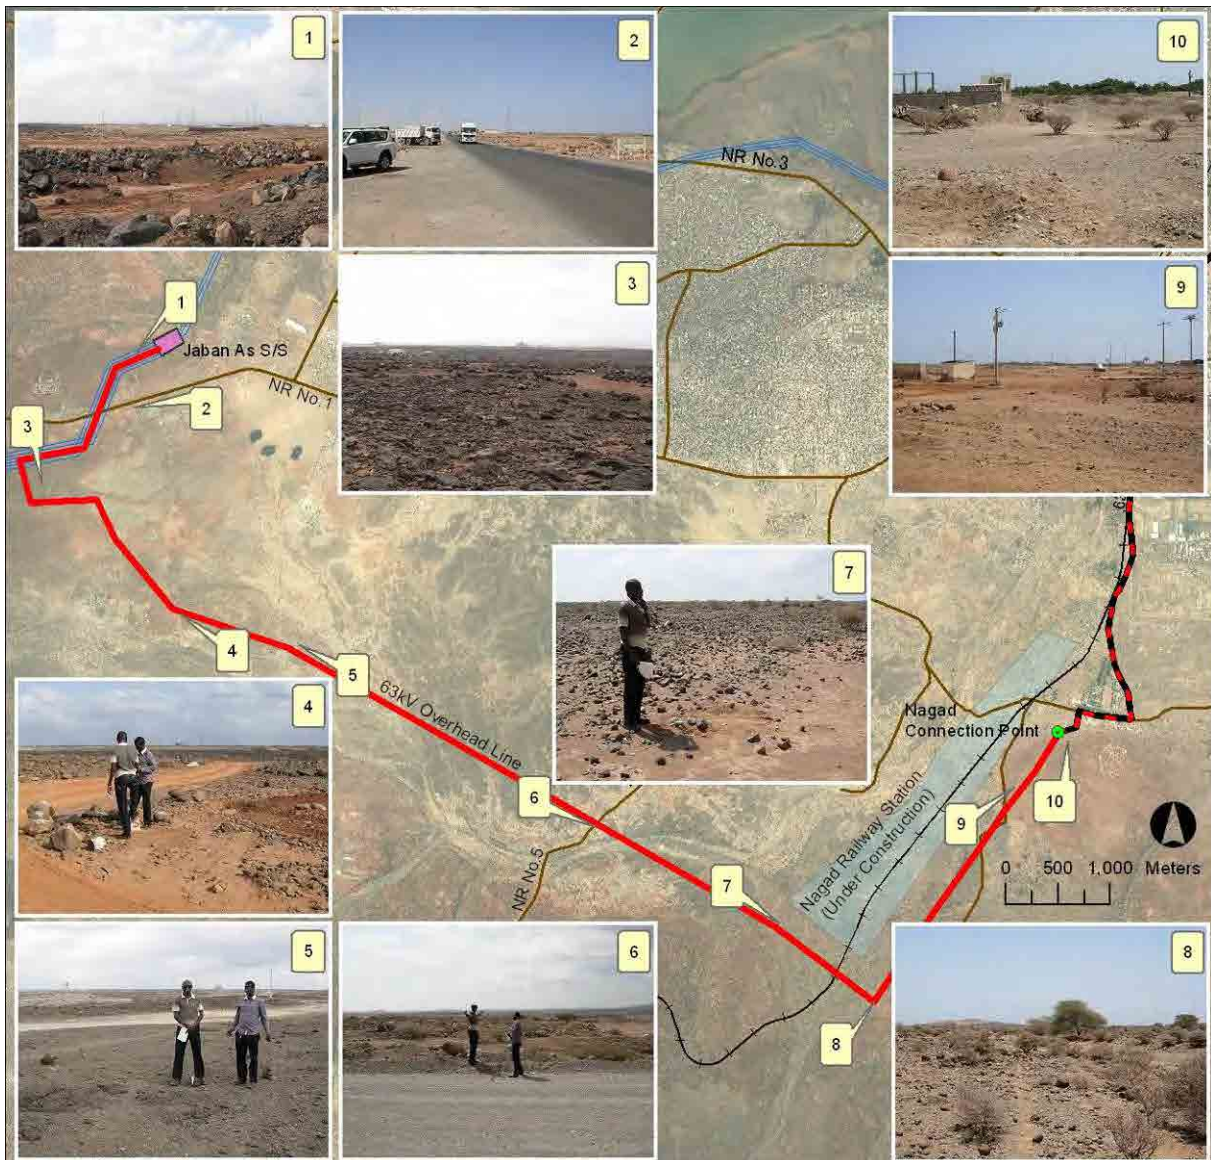 1
2
10
NR No.3
3
9
1
Jaban As S/S
NR No.1
2
3
7
4
5
63kV Overhead Line
4
Nagad
Connection Point
6
10
9
Nagad Railway Station
(Under Construction)
0 500 1,000 Meters
NR No.5
7
5
6
8
8